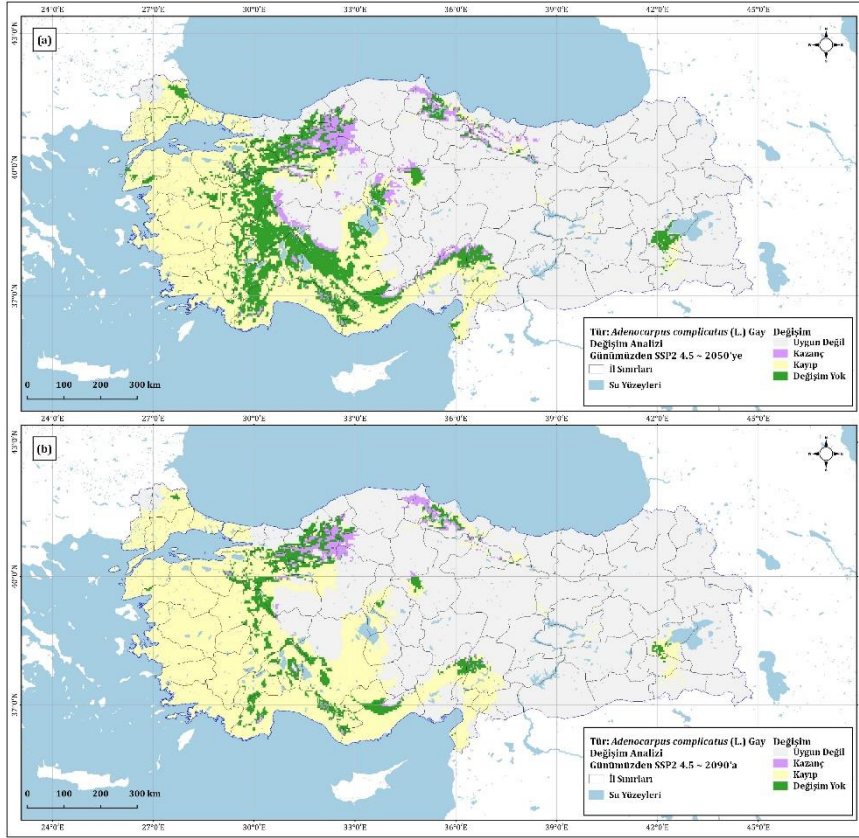 24°0'E 27°0'E 30°0'E 33°0'E 36°0'E 39°0'E 42°0'E 45°0'E
43°0'N
(a)
N
W E
S
40°0'N
37°0'N
Tür: Adenocarpus complicatus (L.) Gay
Değişim Analizi
Günümüzden SSP2 4.5 ~ 2050'ye
İl Sınırları
Su Yüzeyleri
Değişim
Uygun Değil
Kazanç
Kayıp
Değişim Yok
0 100 200 300 km
24°0'E 27°0'E 30°0'E 33°0'E 36°0'E 39°0'E 42°0'E 45°0'E
43°0'N
(b)
N
W E
S
40°0'N
37°0'N
Tür: Adenocarpus complicatus (L.) Gay
Değişim Analizi
Günümüzden SSP2 4.5 ~ 2090'a
İl Sınırları
Su Yüzeyleri
Değişim
Uygun Değil
Kazanç
Kayıp
Değişim Yok
0 100 200 300 km
24°0'E 27°0'E 30°0'E 33°0'E 36°0'E 39°0'E 42°0'E 45°0'E